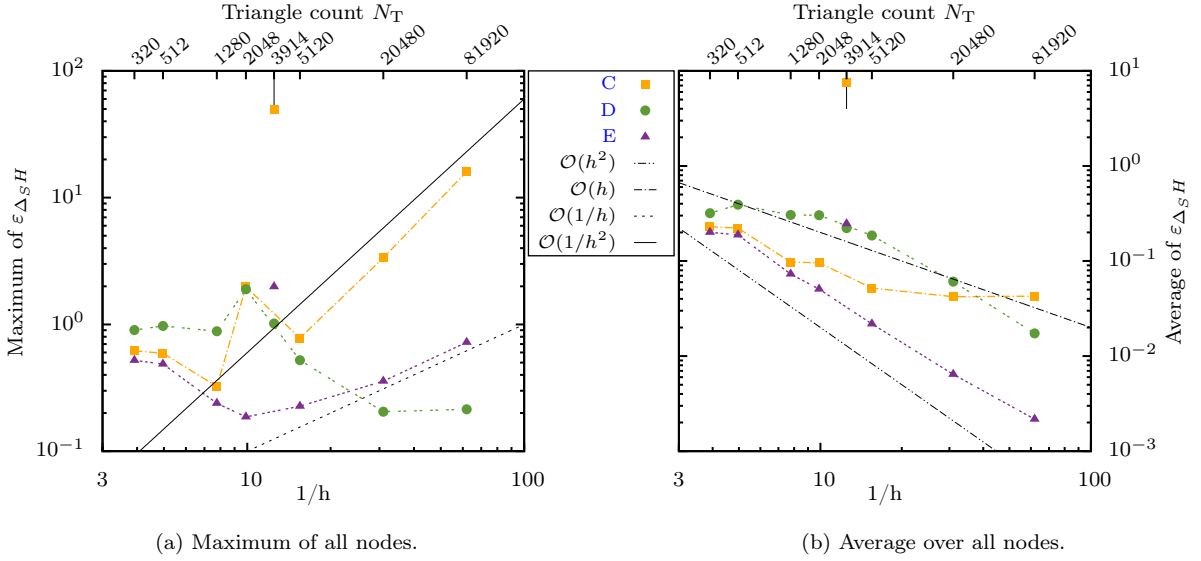 Triangle count N_T
320 512 1280 2048 3914 5120 20480 81920
Maximum of ε_{Δ_S H}
10^2
10^1
10^0
10^{-1}
3 10 100
1/h
(a) Maximum of all nodes.
C
D
E
𝒪(h^2)
𝒪(h)
𝒪(1/h)
𝒪(1/h^2)
Triangle count N_T
320 512 1280 2048 3914 5120 20480 81920
10^1
10^0
10^{-1}
10^{-2}
10^{-3}
Average of ε_{Δ_S H}
3 10 100
1/h
(b) Average over all nodes.